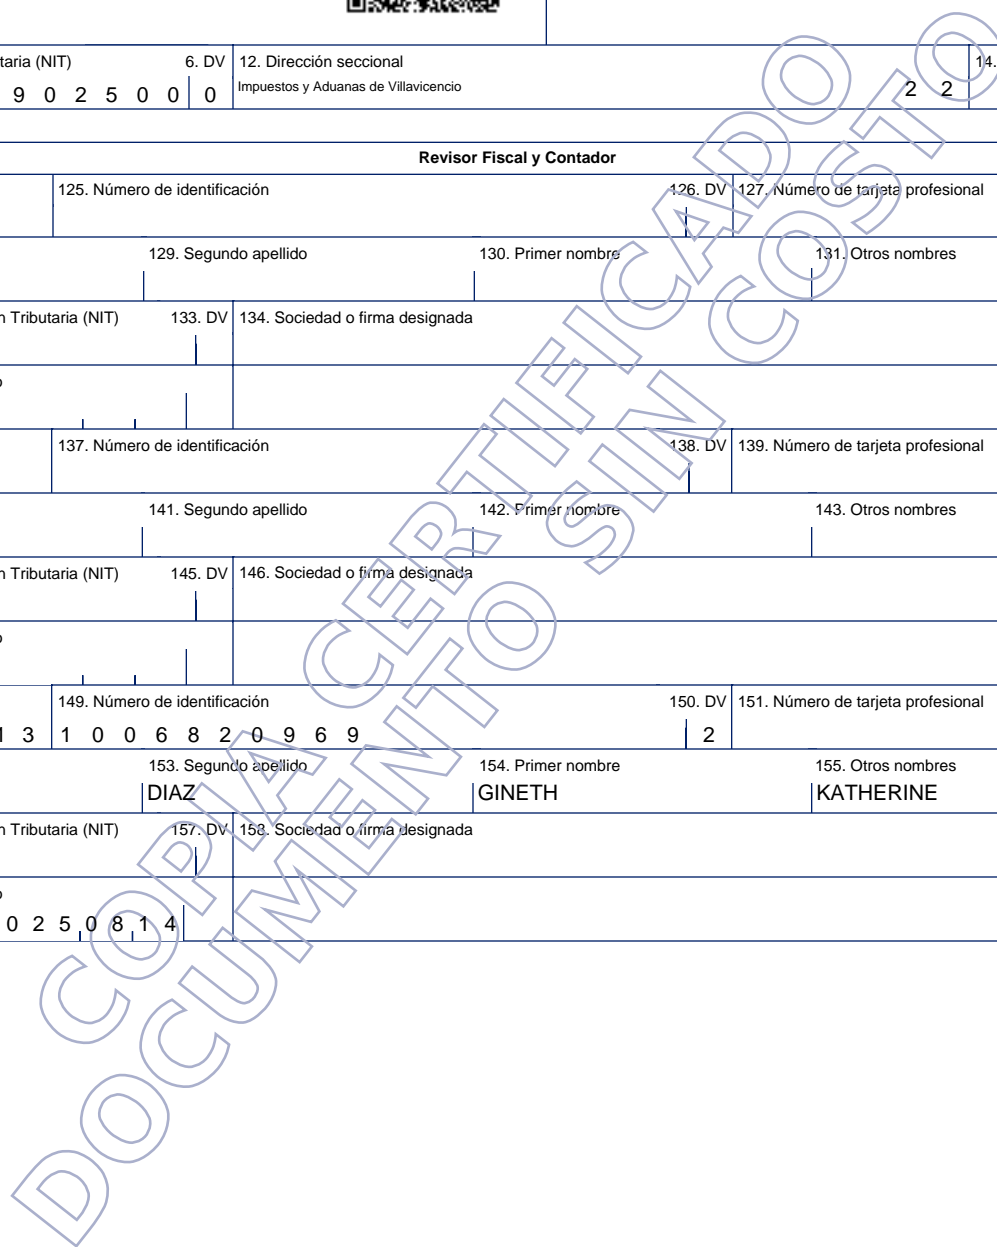 taria (NIT) 6. DV 12. Dirección seccional 14.
9 0 2 5 0 0 0 Impuestos y Aduanas de Villavicencio 2 2
Revisor Fiscal y Contador
125. Número de identificación 126. DV 127. Número de tarjeta profesional
129. Segundo apellido 130. Primer nombre 131. Otros nombres
n Tributaria (NIT) 133. DV 134. Sociedad o firma designada
o
137. Número de identificación 138. DV 139. Número de tarjeta profesional
141. Segundo apellido 142. Primer nombre 143. Otros nombres
n Tributaria (NIT) 145. DV 146. Sociedad o firma designada
o
149. Número de identificación 150. DV 151. Número de tarjeta profesional
1 3 1 0 0 6 8 2 0 9 6 9 2
153. Segundo apellido 154. Primer nombre 155. Otros nombres
DIAZ GINETH KATHERINE
n Tributaria (NIT) 157. DV 158. Sociedad o firma designada
o
0 2 5 0 8 1 4
COPIA CERTIFICADO
DOCUMENTO SIN COSTO